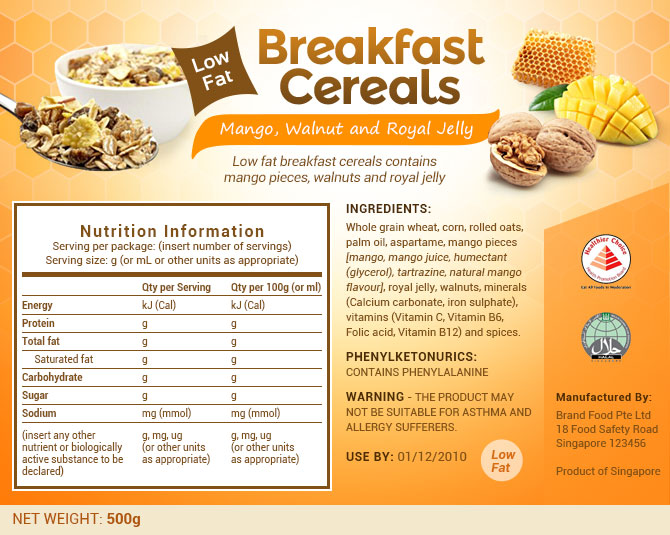 Low
Fat
Breakfast
Cereals
Mango, Walnut and Royal Jelly
Low fat breakfast cereals contains
mango pieces, walnuts and royal jelly
Nutrition Information
Serving per package: (insert number of servings)
Serving size: g (or mL or other units as appropriate)
Qty per Serving Qty per 100g (or ml)
Energy kJ (Cal) kJ (Cal)
Protein g g
Total fat g g
Saturated fat g g
Carbohydrate g g
Sugar g g
Sodium mg (mmol) mg (mmol)
(insert any other g, mg, ug g, mg, ug
nutrient or biologically (or other units (or other units
active substance to be as appropriate) as appropriate)
declared)
INGREDIENTS:
Whole grain wheat, corn, rolled oats,
palm oil, aspartame, mango pieces
[mango, mango juice, humectant
(glycerol), tartrazine, natural mango
flavour], royal jelly, walnuts, minerals
(Calcium carbonate, iron sulphate),
vitamins (Vitamin C, Vitamin B6,
Folic acid, Vitamin B12) and spices.
PHENYLKETONURICS:
CONTAINS PHENYLALANINE
WARNING - THE PRODUCT MAY
NOT BE SUITABLE FOR ASTHMA AND
ALLERGY SUFFERERS.
USE BY: 01/12/2010
Low
Fat
Healthier Choice
Health Promotion Board
Eat All Foods In Moderation
حلال
HALAL
Manufactured By:
Brand Food Pte Ltd
18 Food Safety Road
Singapore 123456
Product of Singapore
NET WEIGHT: 500g